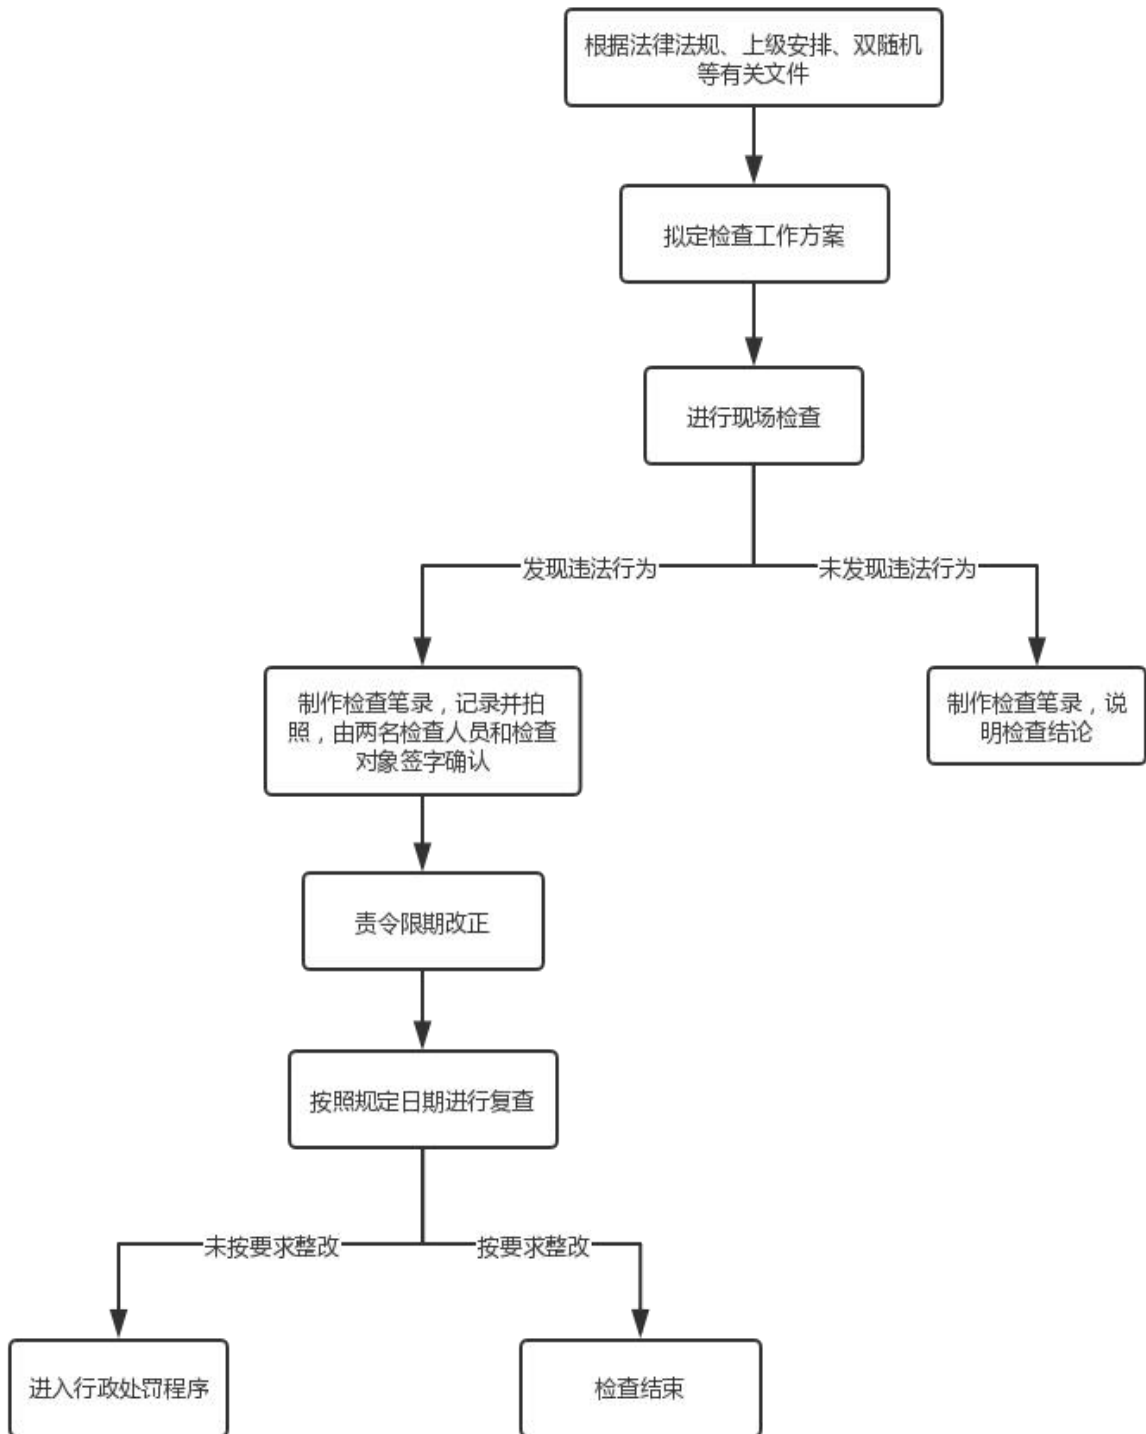 根据法律法规、上级安排、双随机
等有关文件
拟定检查工作方案
进行现场检查
发现违法行为
未发现违法行为
制作检查笔录，记录并拍
照，由两名检查人员和检查
对象签字确认
制作检查笔录，说
明检查结论
责令限期改正
按照规定日期进行复查
未按要求整改
按要求整改
进入行政处罚程序
检查结束